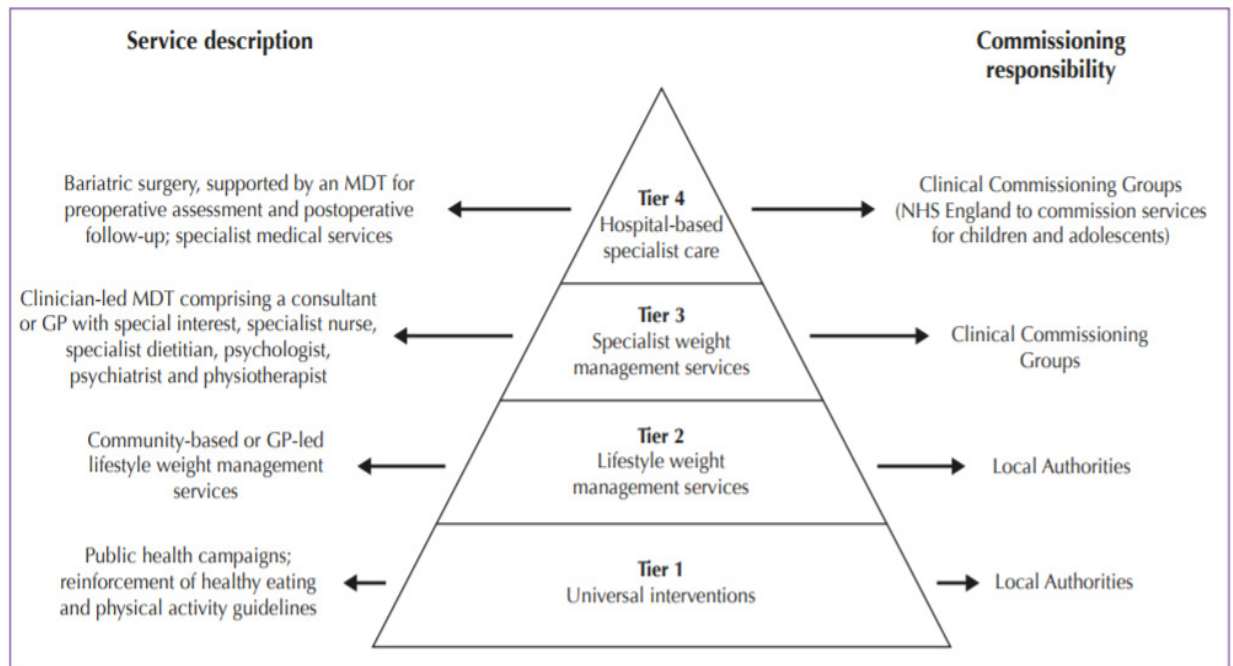 Service description
Commissioning
responsibility
Bariatric surgery, supported by an MDT for
preoperative assessment and postoperative
follow-up; specialist medical services
Tier 4
Hospital-based
specialist care
Clinical Commissioning Groups
(NHS England to commission services
for children and adolescents)
Clinician-led MDT comprising a consultant
or GP with special interest, specialist nurse,
specialist dietitian, psychologist,
psychiatrist and physiotherapist
Tier 3
Specialist weight
management services
Clinical Commissioning
Groups
Community-based or GP-led
lifestyle weight management
services
Tier 2
Lifestyle weight
management services
Local Authorities
Public health campaigns;
reinforcement of healthy eating
and physical activity guidelines
Tier 1
Universal interventions
Local Authorities